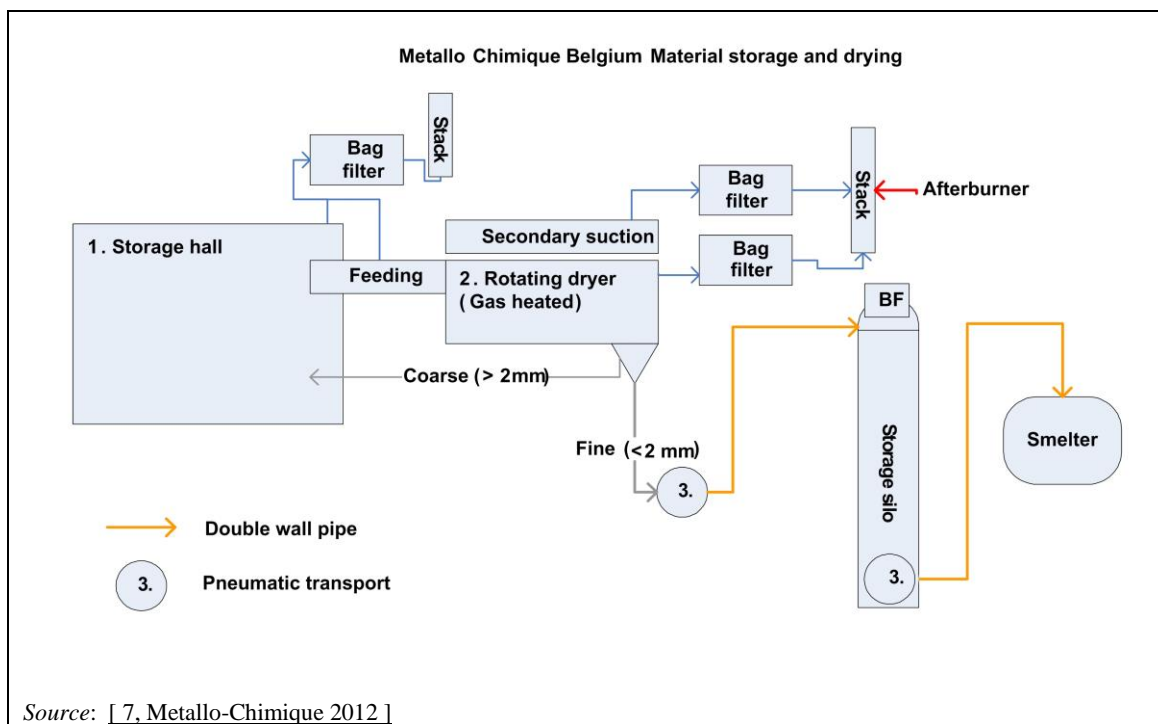 Metallo Chimique Belgium Material storage and drying
Stack
Bag
filter
Bag
filter
Stack
Afterburner
1. Storage hall
Secondary suction
Bag
filter
Feeding
2. Rotating dryer
(Gas heated)
BF
Coarse (> 2mm)
Fine (<2 mm)
Storage silo
Smelter
3.
Double wall pipe
3.
3.
Pneumatic transport
Source: [ 7, Metallo-Chimique 2012 ]